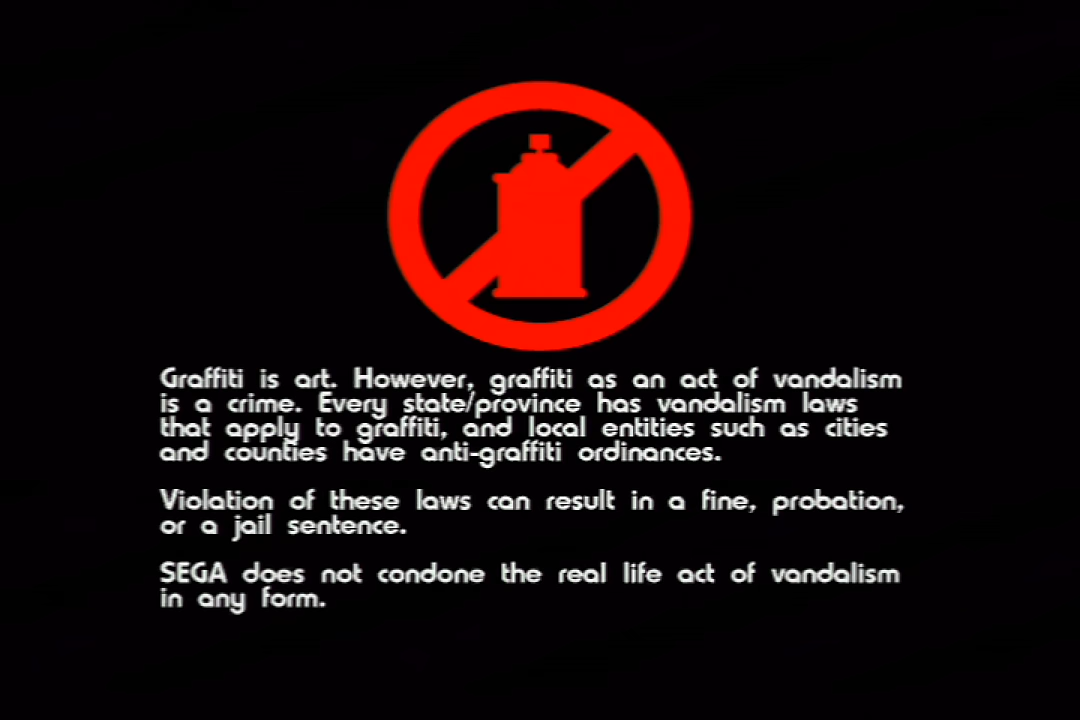 Graffiti is art. However, graffiti as an act of vandalism
is a crime. Every state/province has vandalism laws
that apply to graffiti, and local entities such as cities
and counties have anti-graffiti ordinances.
Violation of these laws can result in a fine, probation,
or a jail sentence.
SEGA does not condone the real life act of vandalism
in any form.